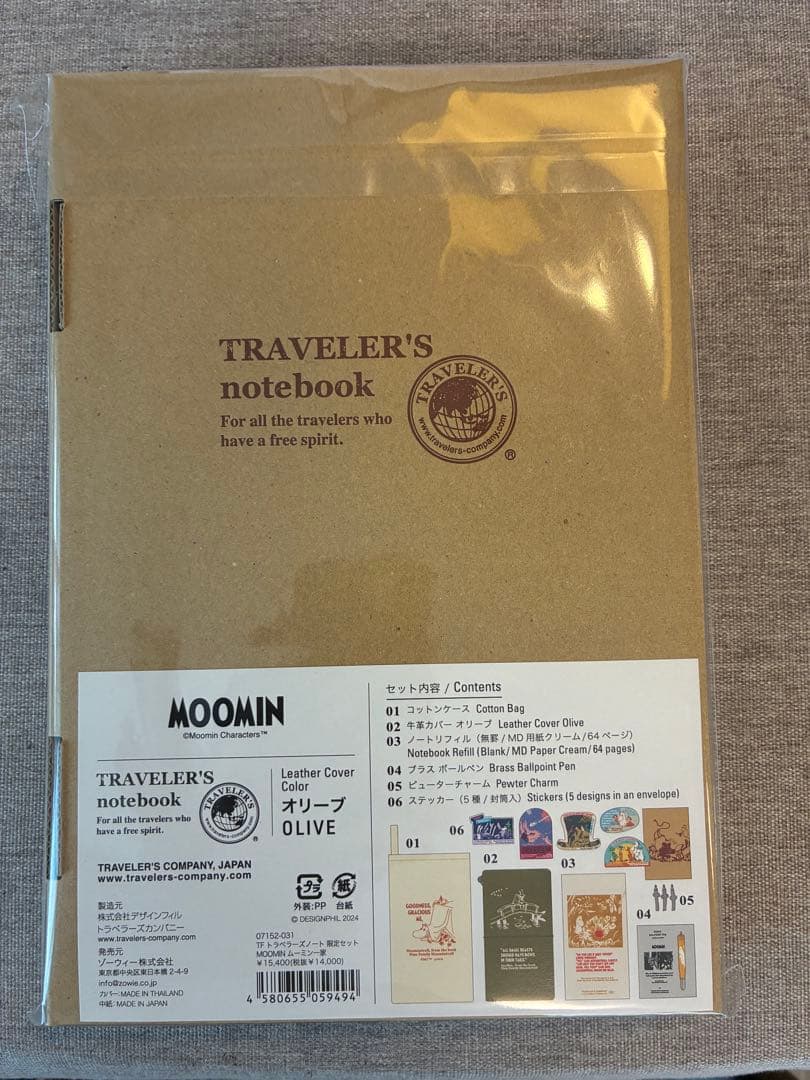 TRAVELER'S
notebook
For all the travelers who
have a free spirit.
TRAVELER'S
www.travelers-company.com
®
MOOMIN
©Moomin Characters™
TRAVELER'S
notebook
For all the travelers who
have a free spirit.
TRAVELER'S
®
Leather Cover
Color
オリーブ
OLIVE
TRAVELER'S COMPANY, JAPAN
www.travelers-company.com
製造元
株式会社デザインフィル
トラベラーズカンパニー
www.travelers-company.com
発売元
ゾーウィー株式会社
東京都中央区東日本橋 2-4-9
info@zowie.co.jp
カバー:MADE IN THAILAND
中紙:MADE IN JAPAN
プラ
紙
外装:PP
台紙
© DESIGNPHIL 2024
07152-031
TF トラベラーズノート 限定セット
MOOMIN ムーミン一家
¥15,400(税抜¥14,000)
4 580655 059494
セット内容 / Contents
01 コットンケース Cotton Bag
02 牛革カバー オリーブ Leather Cover Olive
03 ノートリフィル(無罫/MD用紙クリーム/64ページ)
Notebook Refill (Blank/MD Paper Cream/64 pages)
04 ブラス ボールペン Brass Ballpoint Pen
05 ピューターチャーム Pewter Charm
06 ステッカー(5種/封筒入) Stickers (5 designs in an envelope)
01
06
02
03
04
05
GOODNESS,
GRACIOUS
ME,
MOOMIN